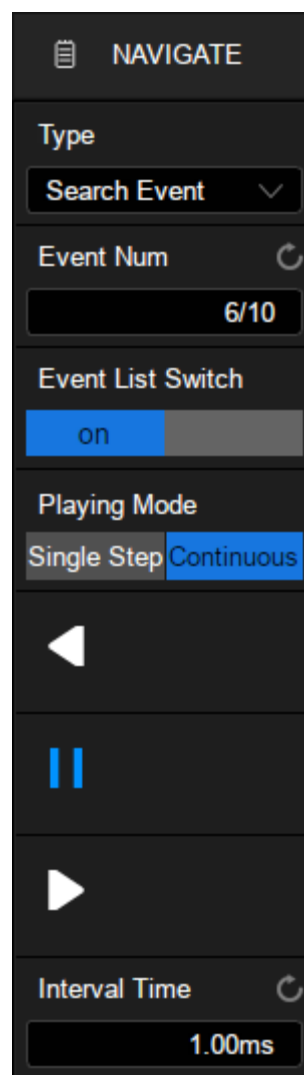 NAVIGATE
Type
Search Event
Event Num
6/10
Event List Switch
on
Playing Mode
Single Step Continuous
Interval Time
1.00ms